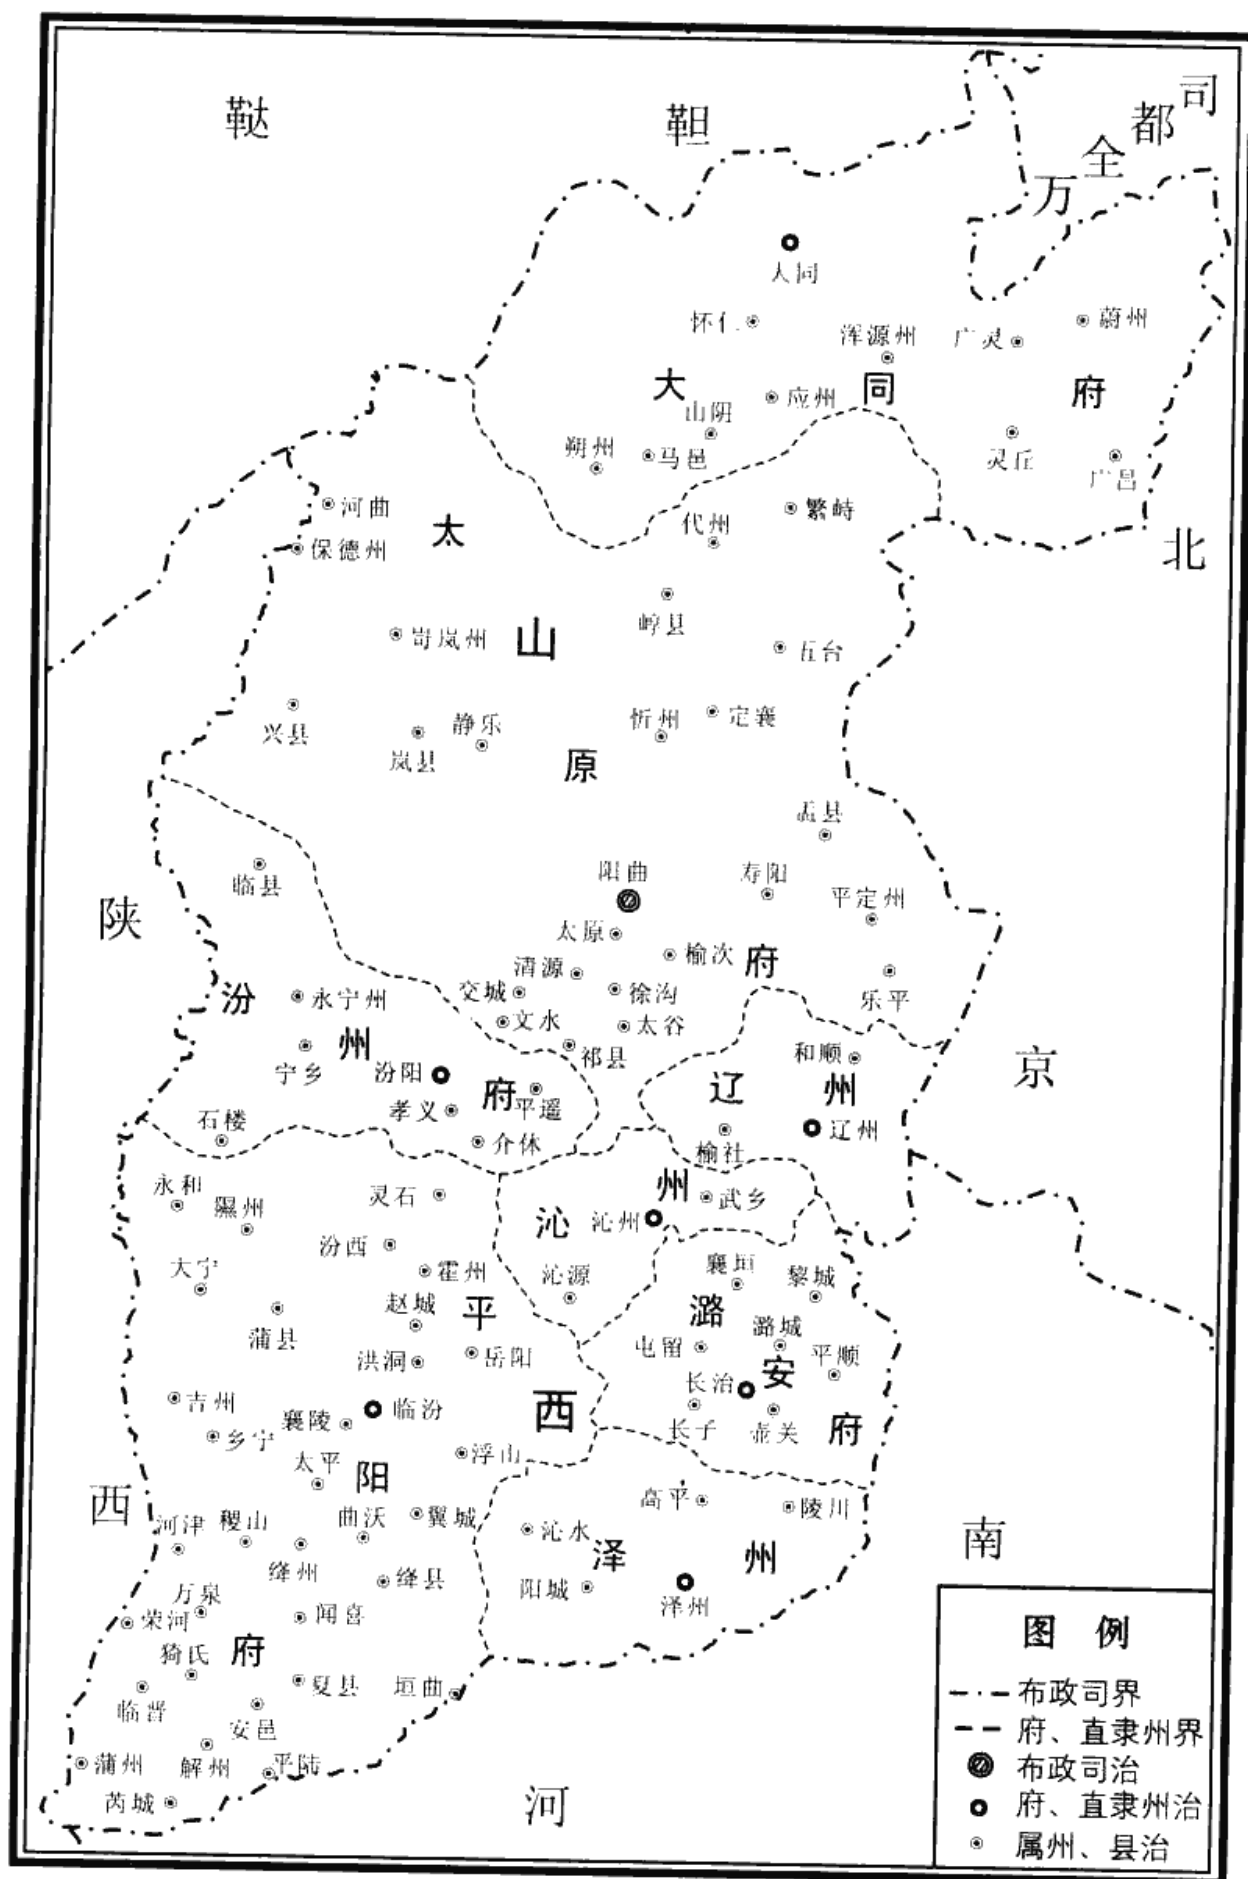 鞑
靼
万
全
都
司
大同
怀仁
浑源州
广灵
蔚州
大
同
府
山阴
应州
朔州
马邑
灵丘
广昌
河曲
太
代州
繁峙
保德州
北
崞县
岢岚州
山
五台
兴县
岚县
静乐
忻州
定襄
原
盂县
临县
阳曲
寿阳
平定州
陕
太原
榆次
府
清源
交城
徐沟
乐平
汾
永宁州
文水
太谷
州
祁县
和顺
京
宁乡
汾阳
府
平遥
辽
州
孝义
石楼
介休
榆社
辽州
永和
隰州
灵石
州
武乡
沁
沁州
汾西
大宁
霍州
沁源
襄垣
黎城
蒲县
赵城
平
潞
潞城
洪洞
岳阳
屯留
平顺
安
长治
吉州
襄陵
临汾
西
长子
壶关
府
乡宁
太平
浮山
阳
西
高平
陵川
河津
稷山
曲沃
翼城
沁水
南
绛州
绛县
泽
州
万泉
阳城
泽州
荣河
闻喜
猗氏
府
临晋
夏县
垣曲
安邑
蒲州
解州
平陆
芮城
河
图 例
布政司界
府、直隶州界
布政司治
府、直隶州治
属州、县治